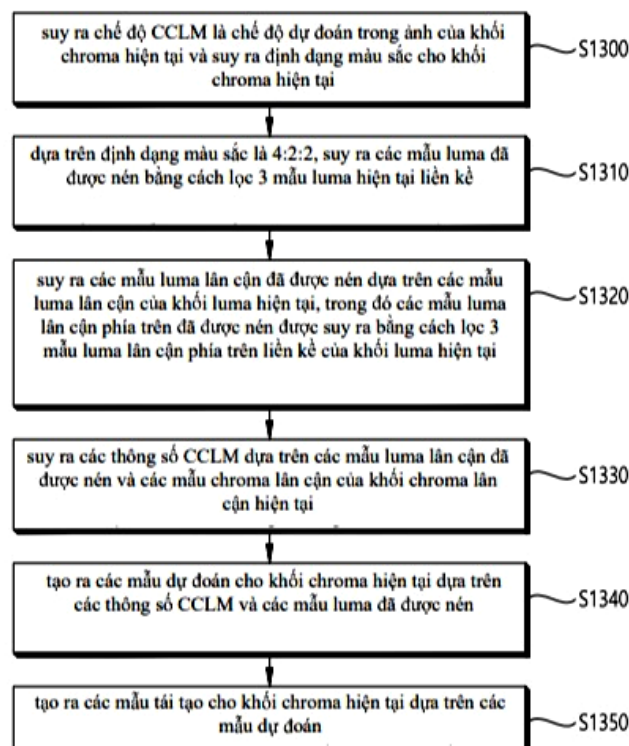 suy ra chế độ CCLM là chế độ dự đoán trong ảnh của khối
chroma hiện tại và suy ra định dạng màu sắc cho khối
chroma hiện tại
S1300
dựa trên định dạng màu sắc là 4:2:2, suy ra các mẫu luma đã
được nén bằng cách lọc 3 mẫu luma hiện tại liền kề
S1310
suy ra các mẫu luma lân cận đã được nén dựa trên các mẫu
luma lân cận của khối luma hiện tại, trong đó các mẫu luma
lân cận phía trên đã được nén được suy ra bằng cách lọc 3
mẫu luma lân cận phía trên liền kề của khối luma hiện tại
S1320
suy ra các thông số CCLM dựa trên các mẫu luma lân cận đã
được nén và các mẫu chroma lân cận của khối chroma lân
cận hiện tại
S1330
tạo ra các mẫu dự đoán cho khối chroma hiện tại dựa trên
các thông số CCLM và các mẫu luma đã được nén
S1340
tạo ra các mẫu tái tạo cho khối chroma hiện tại dựa trên các
mẫu dự đoán
S1350